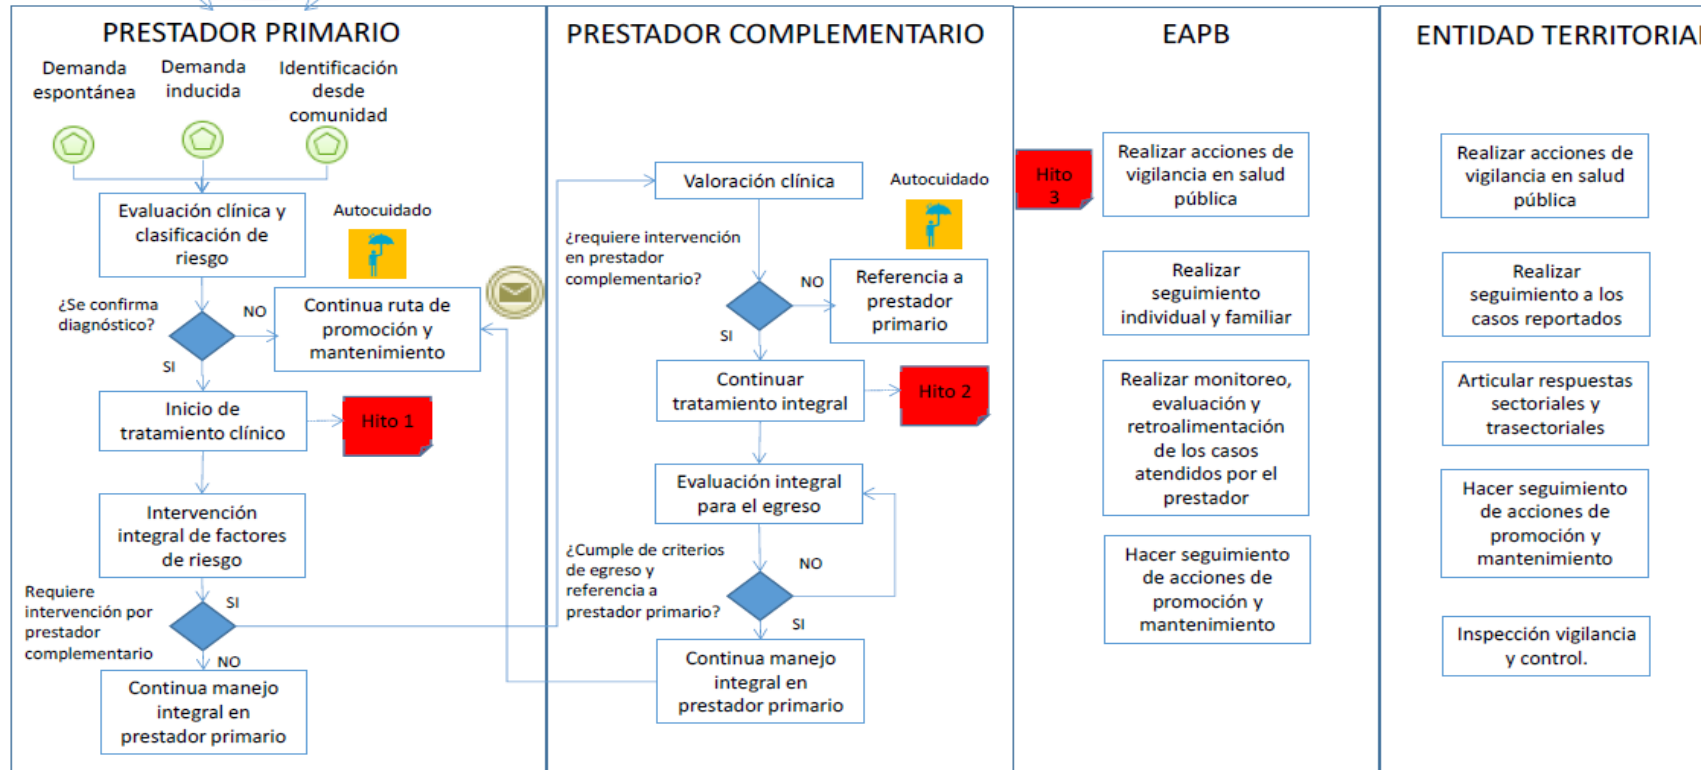 PRESTADOR PRIMARIO
Demanda
espontánea
Demanda
inducida
Identificación
desde
comunidad
Evaluación clínica y
clasificación de
riesgo
Autocuidado
¿Se confirma
diagnóstico?
NO
Continua ruta de
promoción y
mantenimiento
SI
Inicio de
tratamiento clínico
Hito 1
Intervención
integral de factores
de riesgo
Requiere
intervención por
prestador
complementario
SI
NO
Continua manejo
integral en
prestador primario
PRESTADOR COMPLEMENTARIO
Valoración clínica
Autocuidado
¿requiere intervención
en prestador
complementario?
NO
Referencia a
prestador
primario
SI
Continuar
tratamiento integral
Hito 2
Evaluación integral
para el egreso
¿Cumple de criterios
de egreso y
referencia a
prestador primario?
NO
SI
Continua manejo
integral en
prestador primario
EAPB
Hito
3
Realizar acciones de
vigilancia en salud
pública
Realizar
seguimiento
individual y familiar
Realizar monitoreo,
evaluación y
retroalimentación
de los casos
atendidos por el
prestador
Hacer seguimiento
de acciones de
promoción y
mantenimiento
ENTIDAD TERRITORIAL
Realizar acciones de
vigilancia en salud
pública
Realizar
seguimiento a los
casos reportados
Articular respuestas
sectoriales y
trasectoriales
Hacer seguimiento
de acciones de
promoción y
mantenimiento
Inspección vigilancia
y control.